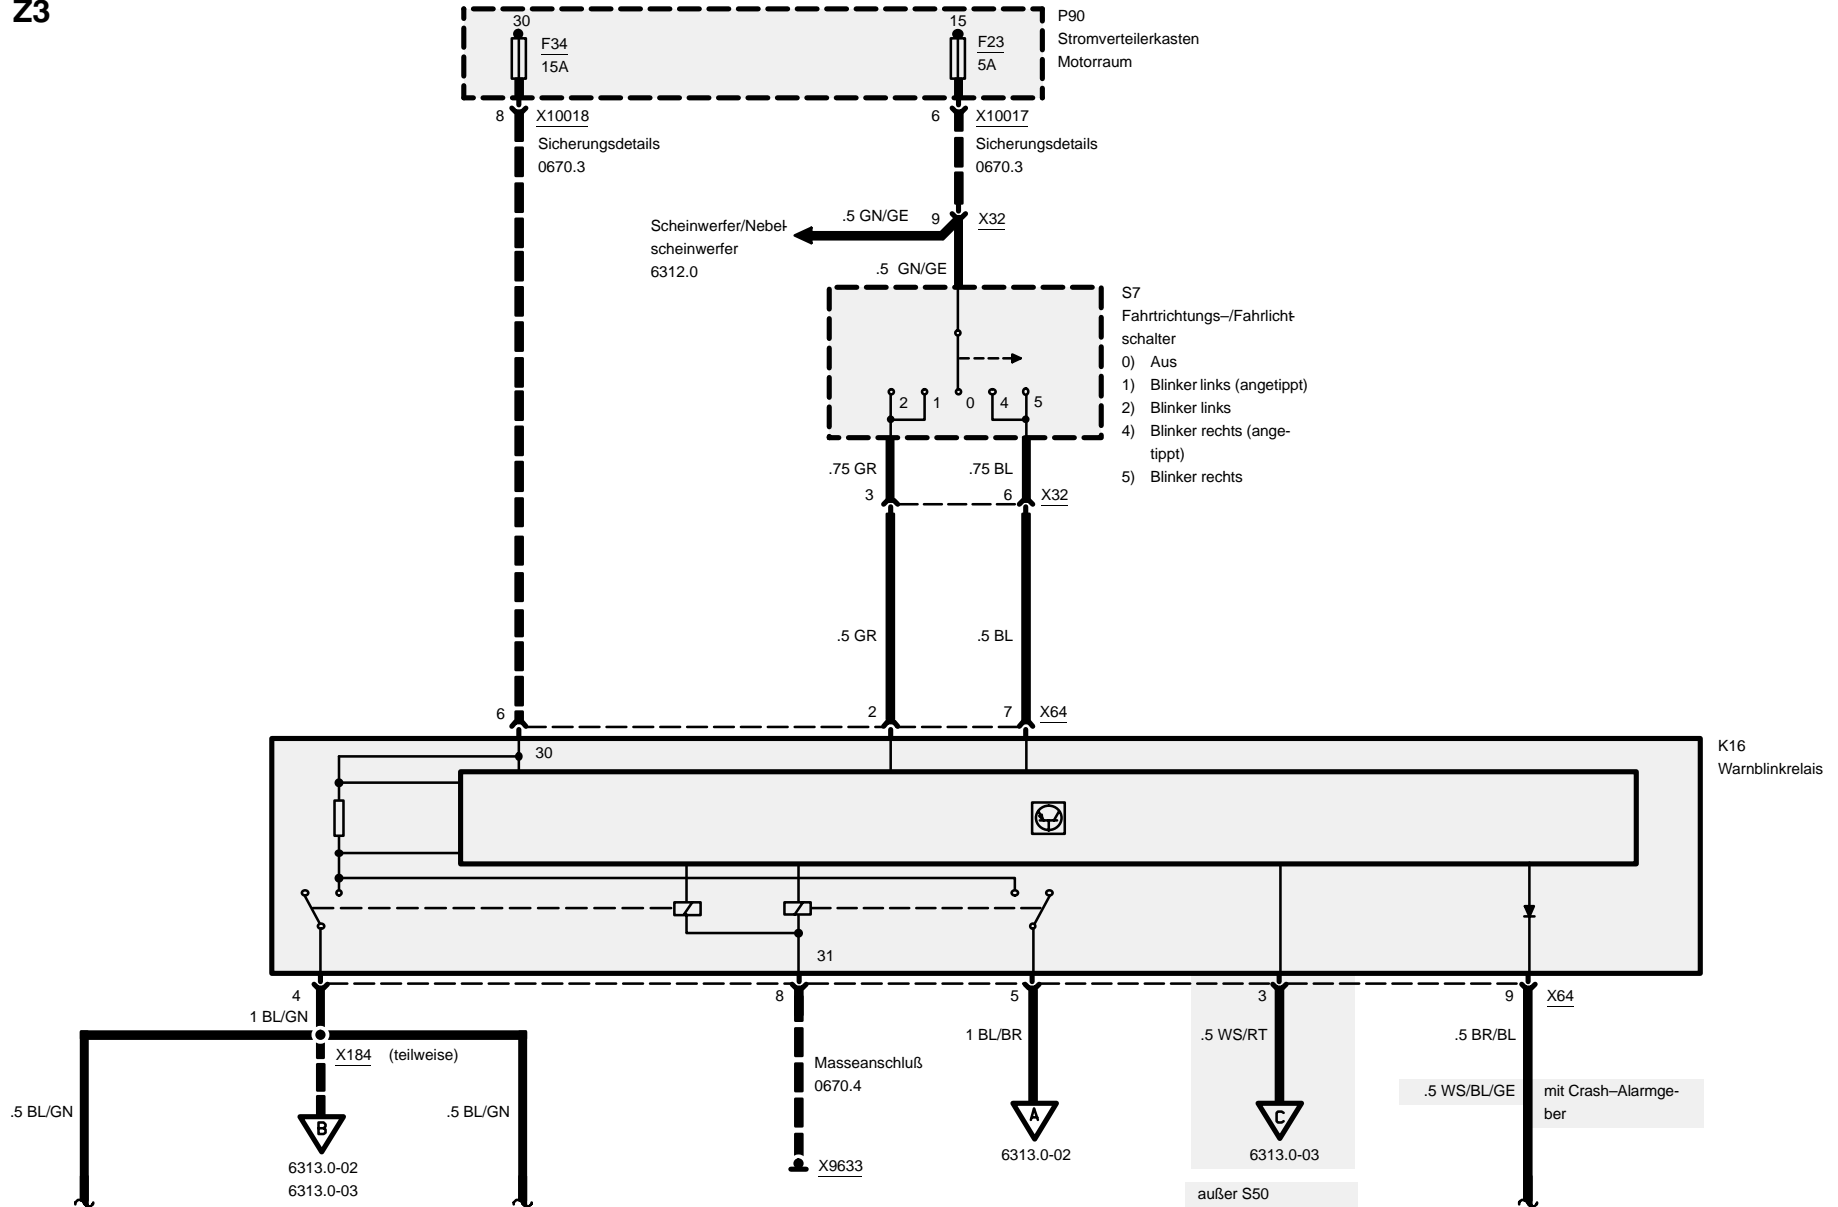 Z3
30
F34
15A
15
F23
5A
P90
Stromverteilerkasten
Motorraum
8 X10018
Sicherungsdetails
0670.3
6 X10017
Sicherungsdetails
0670.3
Scheinwerfer/Nebel-
scheinwerfer
6312.0
.5 GN/GE
9 X32
.5 GN/GE
S7
Fahrtrichtungs–/Fahrlicht-
schalter
0) Aus
1) Blinker links (angetippt)
2) Blinker links
4) Blinker rechts (ange-
tippt)
5) Blinker rechts
2 1 0 4 5
.75 GR .75 BL
3 6 X32
.5 GR .5 BL
6 2 7 X64
K16
Warnblinkrelais
30
31
4 8 5 3 9 X64
1 BL/GN
X184 (teilweise)
.5 BL/GN .5 BL/GN
B
6313.0-02
6313.0-03
Masseanschluß
0670.4
X9633
1 BL/BR
A
6313.0-02
.5 WS/RT
C
6313.0-03
außer S50
.5 BR/BL
.5 WS/BL/GE
mit Crash–Alarmge-
ber